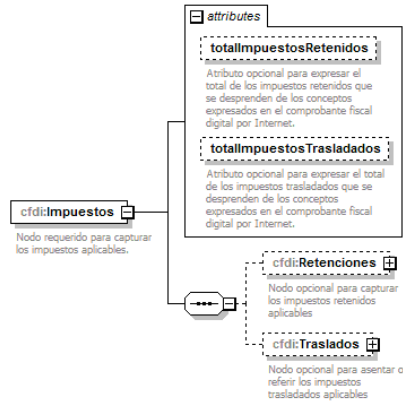 attributes
totalImpuestosRetenidos
Atributo opcional para expresar el
total de los impuestos retenidos que
se desprenden de los conceptos
expresados en el comprobante fiscal
digital por Internet.
totalImpuestosTrasladados
Atributo opcional para expresar el total
de los impuestos trasladados que se
desprenden de los conceptos
expresados en el comprobante fiscal
digital por Internet.
cfdi:Impuestos
Nodo requerido para capturar
los impuestos aplicables.
cfdi:Retenciones
Nodo opcional para capturar
los impuestos retenidos
aplicables
cfdi:Traslados
Nodo opcional para asentar o
referir los impuestos
trasladados aplicables